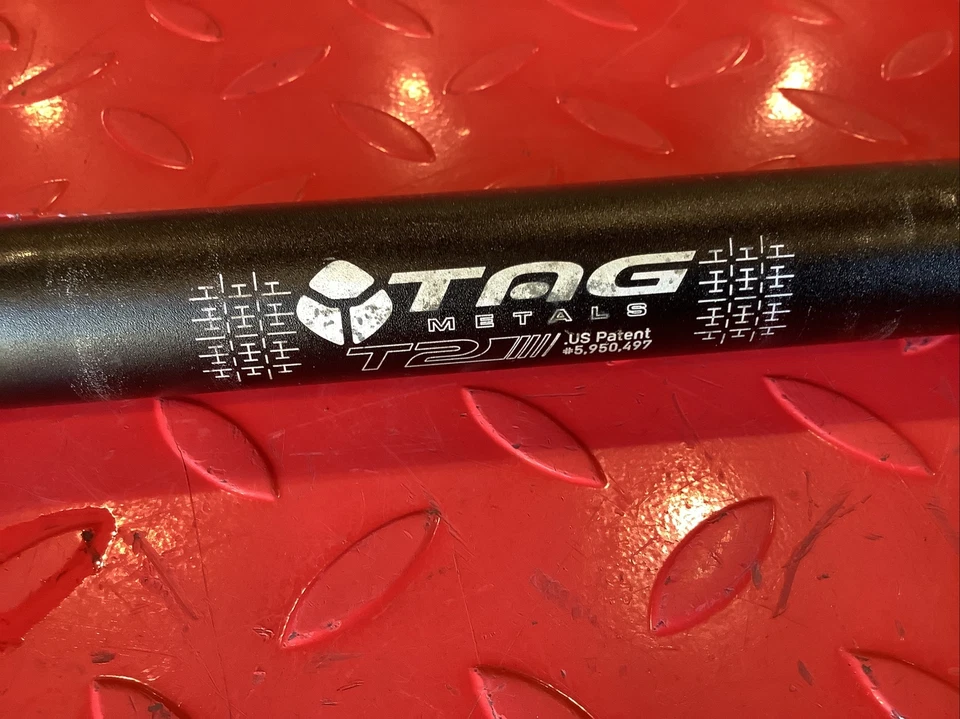 TAG
METALS
T2 US Patent
#5,950,497